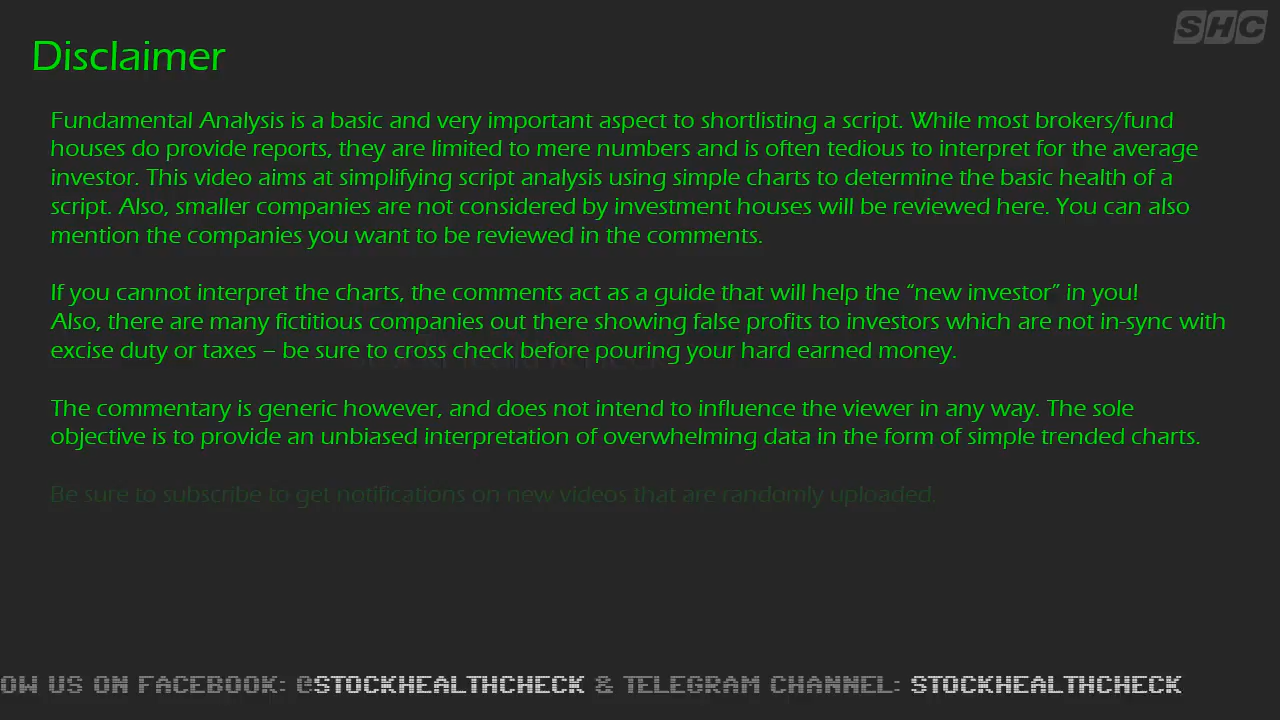 SHC
Disclaimer
Fundamental Analysis is a basic and very important aspect to shortlisting a script. While most brokers/fund
houses do provide reports, they are limited to mere numbers and is often tedious to interpret for the average
investor. This video aims at simplifying script analysis using simple charts to determine the basic health of a
script. Also, smaller companies are not considered by investment houses will be reviewed here. You can also
mention the companies you want to be reviewed in the comments.
If you cannot interpret the charts, the comments act as a guide that will help the “new investor” in you!
Also, there are many fictitious companies out there showing false profits to investors which are not in-sync with
excise duty or taxes – be sure to cross check before pouring your hard earned money.
The commentary is generic however, and does not intend to influence the viewer in any way. The sole
objective is to provide an unbiased interpretation of overwhelming data in the form of simple trended charts.
Be sure to subscribe to get notifications on new videos that are randomly uploaded.
OW US ON FACEBOOK: @STOCKHEALTHCHECK & TELEGRAM CHANNEL: STOCKHEALTHCHECK